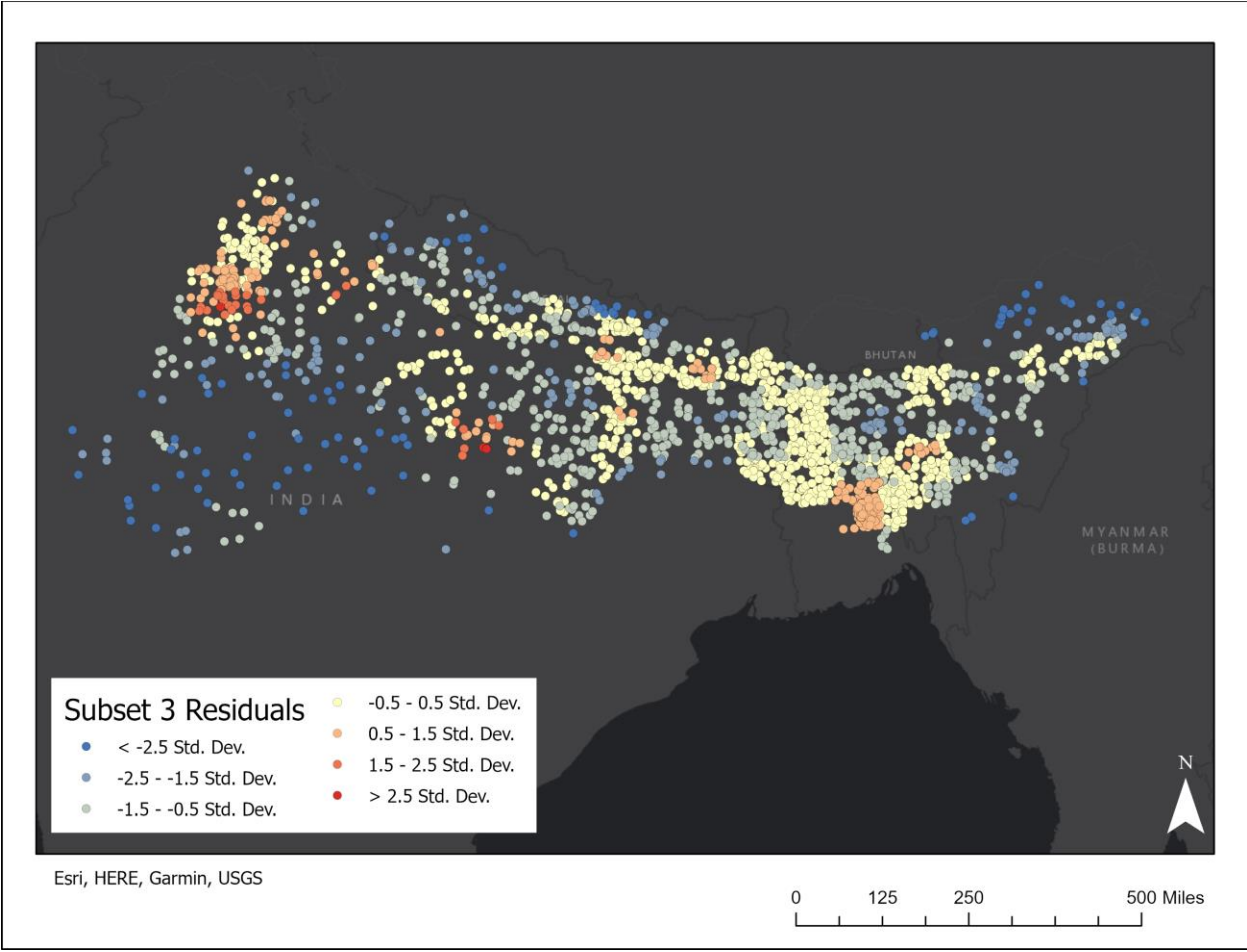 BHUTAN
INDIA
MYANMAR
(BURMA)
Subset 3 Residuals
< -2.5 Std. Dev.
-2.5 - -1.5 Std. Dev.
-1.5 - -0.5 Std. Dev.
-0.5 - 0.5 Std. Dev.
0.5 - 1.5 Std. Dev.
1.5 - 2.5 Std. Dev.
> 2.5 Std. Dev.
N
Esri, HERE, Garmin, USGS
0 125 250 500 Miles